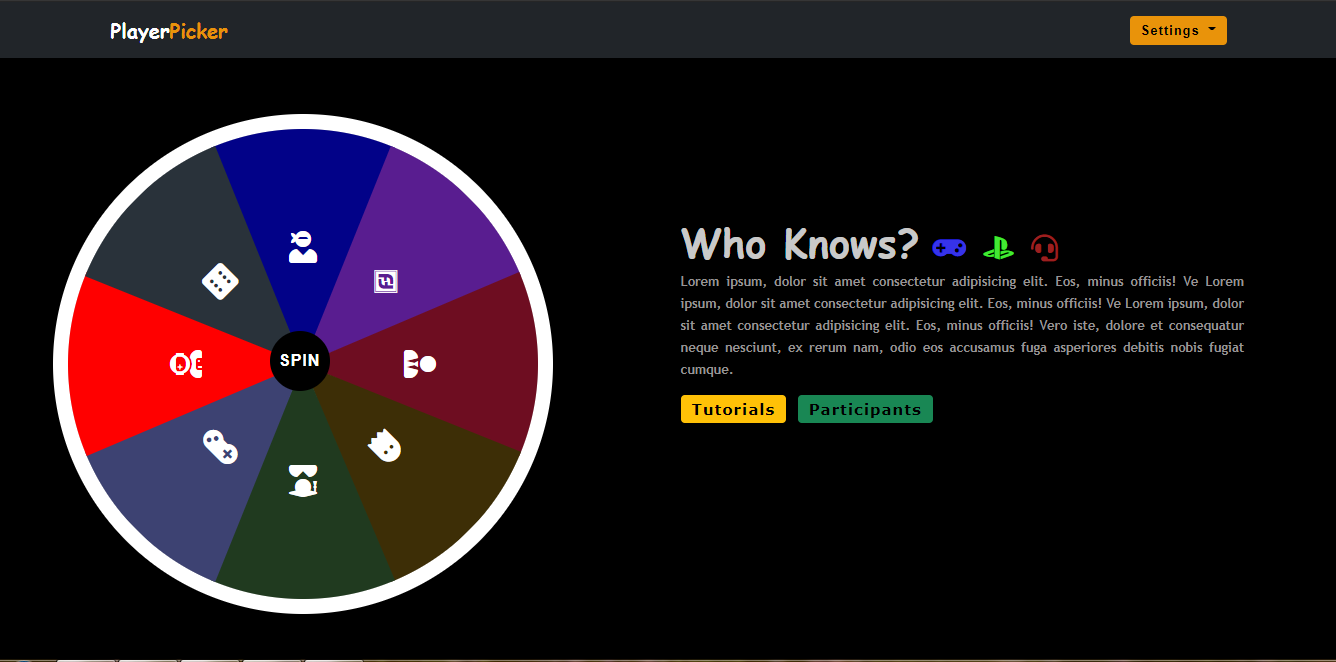 PlayerPicker
Settings
SPIN
Who Knows?
Lorem ipsum, dolor sit amet consectetur adipisicing elit. Eos, minus officiis! Ve Lorem
ipsum, dolor sit amet consectetur adipisicing elit. Eos, minus officiis! Ve Lorem ipsum, dolor
sit amet consectetur adipisicing elit. Eos, minus officiis! Vero iste, dolore et consequatur
neque nesciunt, ex rerum nam, odio eos accusamus fuga asperiores debitis nobis fugiat
cumque.
Tutorials
Participants